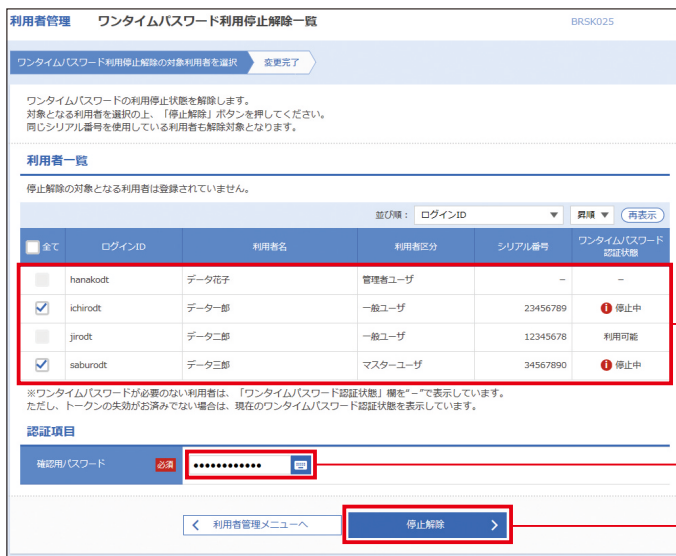 利用者管理 ワンタイムパスワード利用停止解除一覧 BRSK025
ワンタイムパスワード利用停止解除の対象利用者を選択 変更完了
ワンタイムパスワードの利用停止状態を解除します。
対象となる利用者を選択の上、「停止解除」ボタンを押してください。
同じシリアル番号を使用している利用者も解除対象となります。
利用者一覧
停止解除の対象となる利用者は登録されていません。
並び順： ログインID ▼ 昇順 ▼ 再表示
全て ログインID 利用者名 利用者区分 シリアル番号 ワンタイムパスワード
認証状態
hanakodt データ花子 管理者ユーザ － －
ichirodt データ一郎 一般ユーザ 23456789 停止中
jirodt データ二郎 一般ユーザ 12345678 利用可能
saburodt データ三郎 マスターユーザ 34567890 停止中
※ワンタイムパスワードが必要のない利用者は、「ワンタイムパスワード認証状態」欄を"－"で表示しています。
ただし、トークンの失効がお済みでない場合は、現在のワンタイムパスワード認証状態を表示しています。
認証項目
確認用パスワード 必須 ●●●●●●●●●●●●
利用者管理メニューへ 停止解除